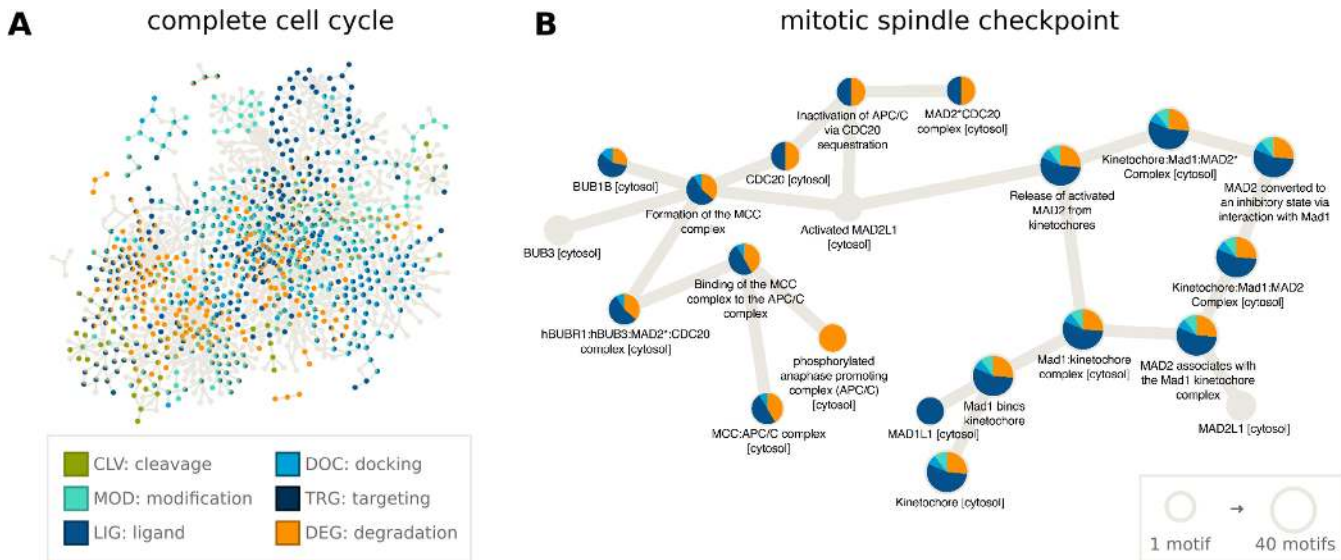 A
complete cell cycle
CLV: cleavage
MOD: modification
LIG: ligand
DOC: docking
TRG: targeting
DEG: degradation
B
mitotic spindle checkpoint
Inactivation of APC/C
via CDC20
sequestration
MAD2*CDC20
complex [cytosol]
BUB1B [cytosol]
CDC20 [cytosol]
Formation of the MCC
complex
BUB3 [cytosol]
Activated MAD2L1
[cytosol]
Release of activated
MAD2 from
kinetochores
Kinetochore:Mad1:MAD2*
Complex [cytosol]
MAD2 converted to
an inhibitory state via
interaction with Mad1
Binding of the MCC
complex to the APC/C
complex
Kinetochore:Mad1:MAD2
Complex [cytosol]
hBUBR1:hBUB3:MAD2*:CDC20
complex [cytosol]
phosphorylated
anaphase promoting
complex (APC/C)
[cytosol]
Mad1:kinetochore
complex [cytosol]
MAD2 associates with
the Mad1 kinetochore
complex
MCC:APC/C complex
[cytosol]
MAD1L1 [cytosol]
Mad1 binds
kinetochore
MAD2L1 [cytosol]
Kinetochore [cytosol]
→
1 motif
40 motifs